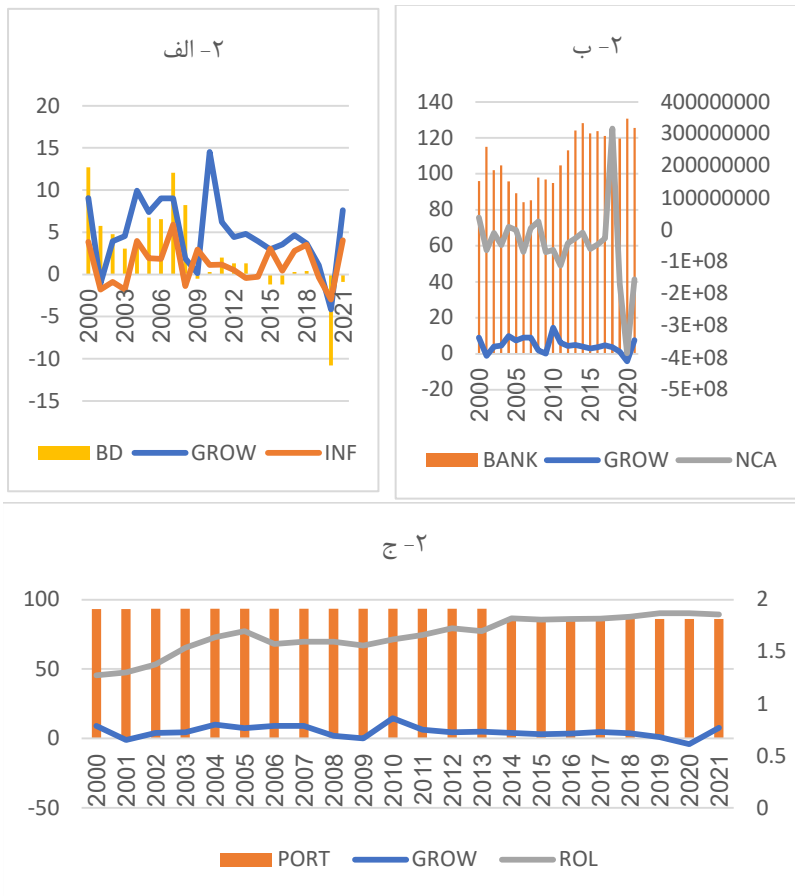 ۲- الف
20
15
10
5
0
-5
-10
-15
2000 2003 2006 2009 2012 2015 2018 2021
BD GROW INF
۲- ب
140 400000000
120 300000000
100 200000000
80 100000000
60 0
40 -1E+08
20 -2E+08
0 -3E+08
-20 -4E+08
-5E+08
2000 2005 2010 2015 2020
BANK GROW NCA
۲- ج
100 2
50 1.5
0 1
-50 0.5
0
2000 2001 2002 2003 2004 2005 2006 2007 2008 2009 2010 2011 2012 2013 2014 2015 2016 2017 2018 2019 2020 2021
PORT GROW ROL